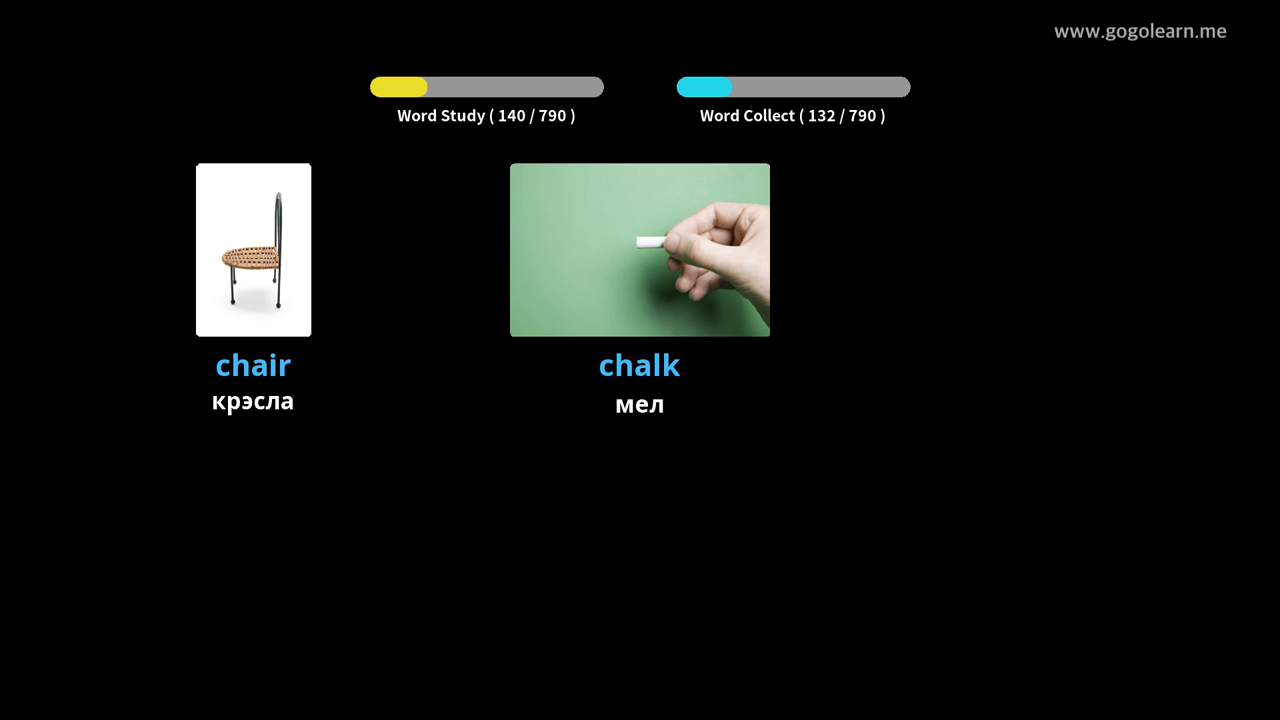 www.gogolearn.me
Word Study ( 140 / 790 )
Word Collect ( 132 / 790 )
chair
крэсла
chalk
мел